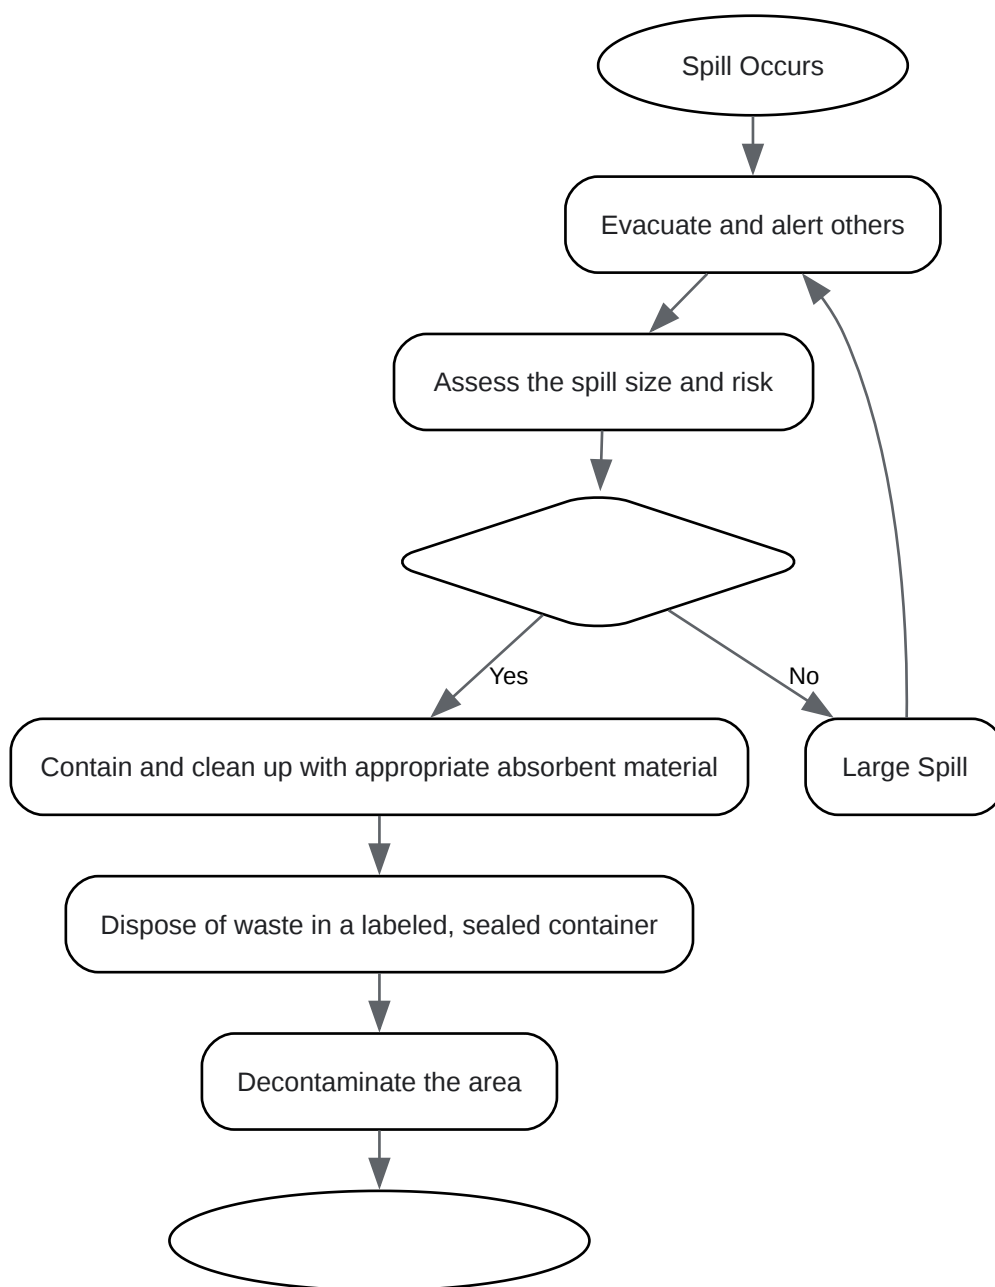 Spill Occurs
Evacuate and alert others
Assess the spill size and risk
Yes
No
Contain and clean up with appropriate absorbent material
Large Spill
Dispose of waste in a labeled, sealed container
Decontaminate the area